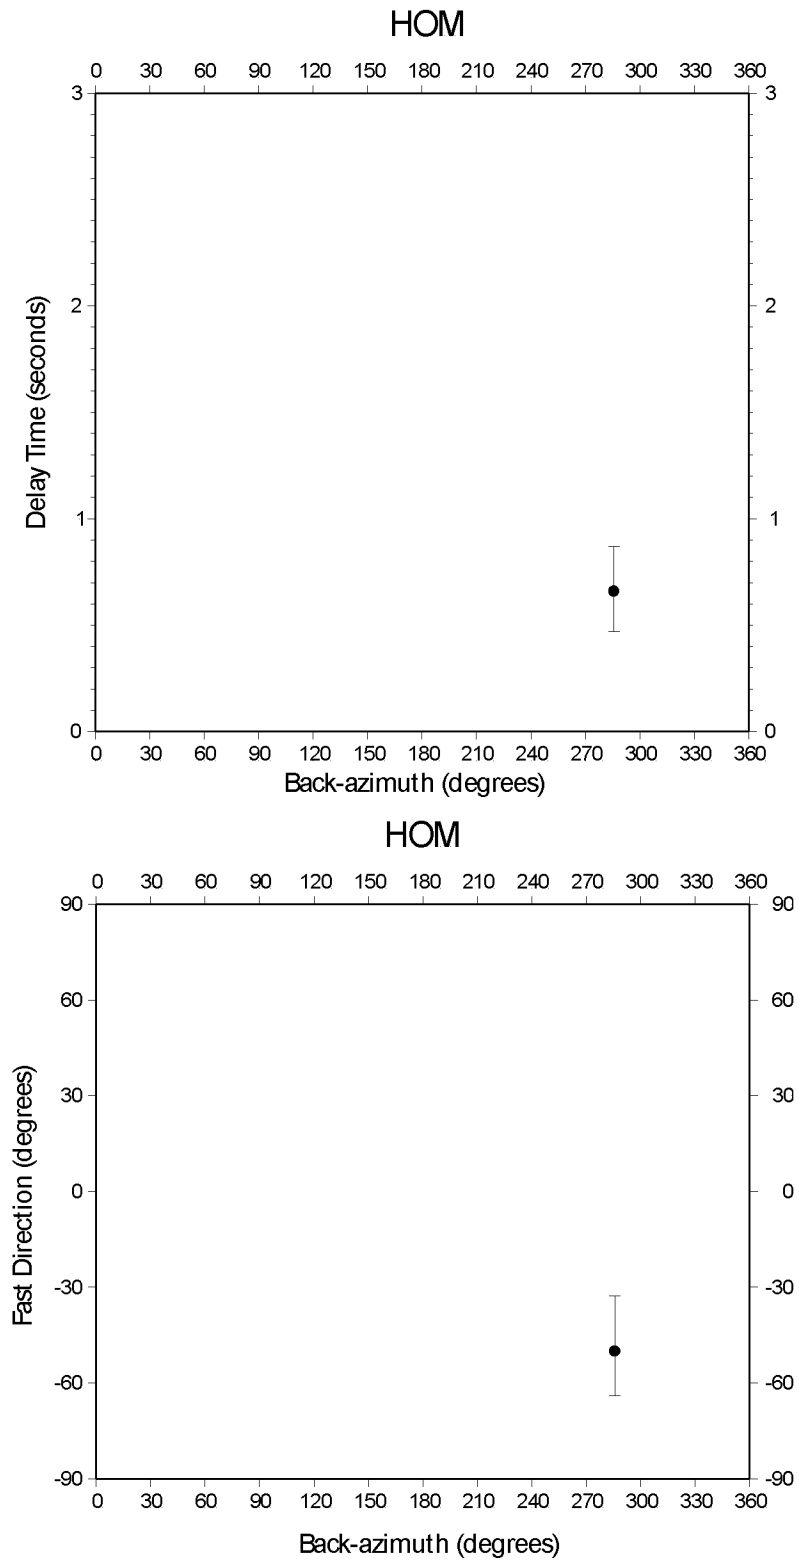 HOM
0 30 60 90 120 150 180 210 240 270 300 330 360
3 3
2 2
Delay Time (seconds)
1 1
0 0
0 30 60 90 120 150 180 210 240 270 300 330 360
Back-azimuth (degrees)
HOM
0 30 60 90 120 150 180 210 240 270 300 330 360
90 90
60 60
30 30
Fast Direction (degrees)
0 0
-30 -30
-60 -60
-90 -90
0 30 60 90 120 150 180 210 240 270 300 330 360
Back-azimuth (degrees)